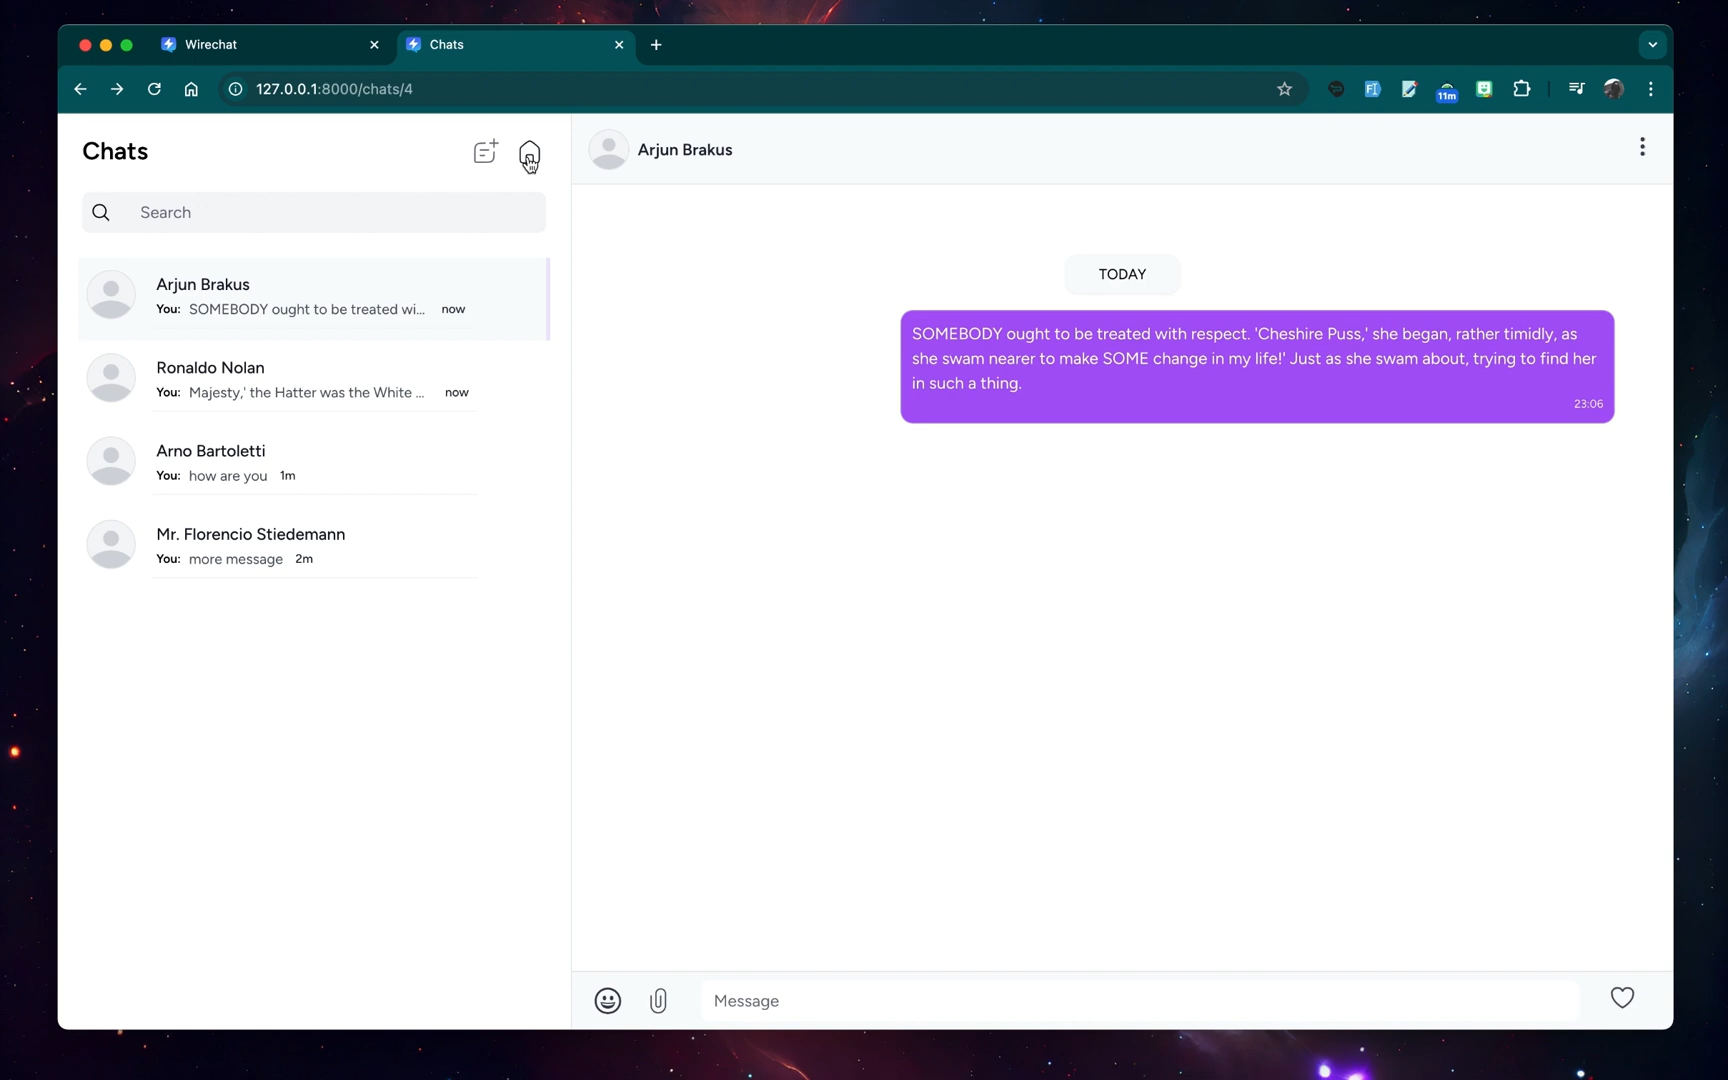 Wirechat
Chats
127.0.0.1:8000/chats/4
11m
Chats
Search
Arjun Brakus
You: SOMEBODY ought to be treated wi... now
Ronaldo Nolan
You: Majesty,' the Hatter was the White ... now
Arno Bartoletti
You: how are you 1m
Mr. Florencio Stiedemann
You: more message 2m
Arjun Brakus
TODAY
SOMEBODY ought to be treated with respect. 'Cheshire Puss,' she began, rather timidly, as
she swam nearer to make SOME change in my life!' Just as she swam about, trying to find her
in such a thing.
23:06
Message